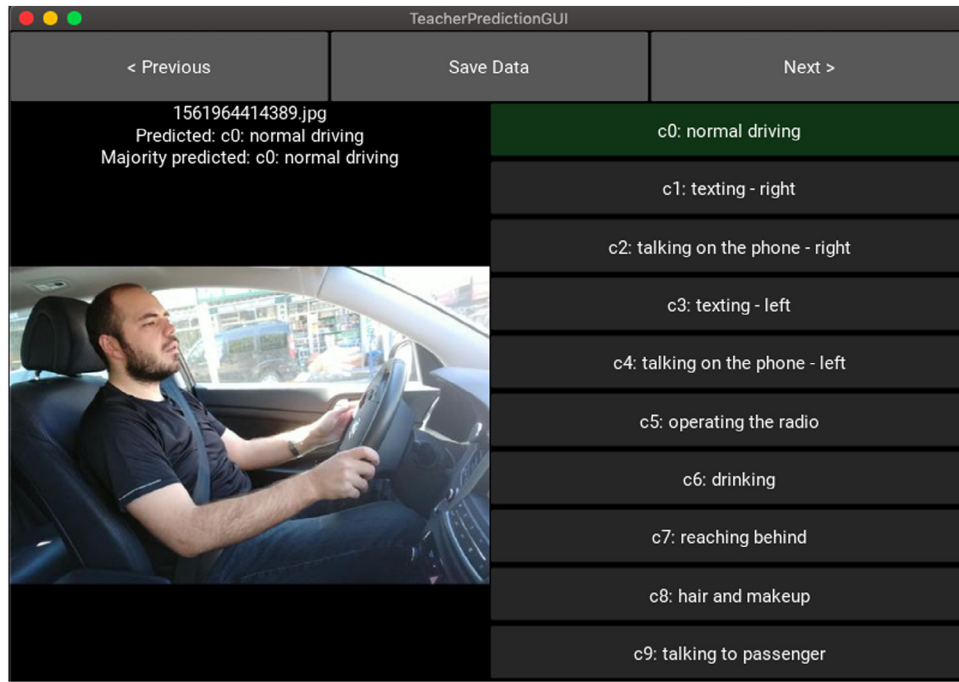 TeacherPredictionGUI
< Previous
Save Data
Next >
1561964414389.jpg
Predicted: c0: normal driving
Majority predicted: c0: normal driving
c0: normal driving
c1: texting - right
c2: talking on the phone - right
c3: texting - left
c4: talking on the phone - left
c5: operating the radio
c6: drinking
c7: reaching behind
c8: hair and makeup
c9: talking to passenger